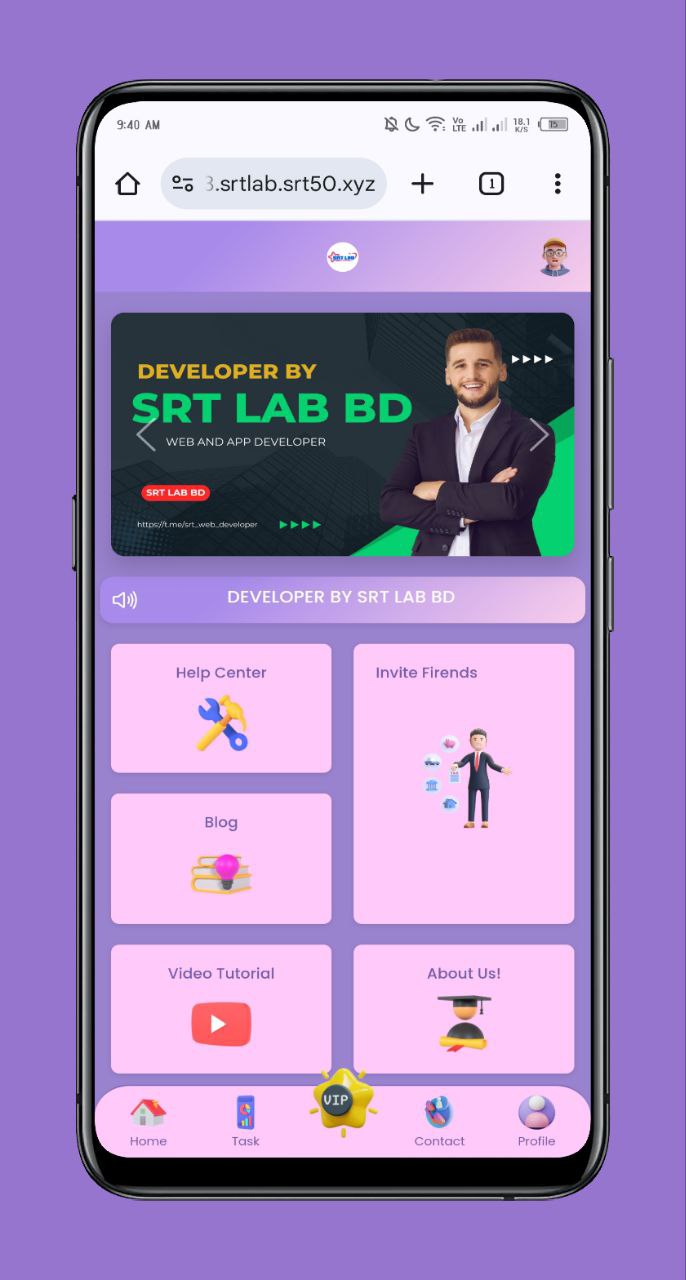 9:40 AM
Vo
LTE
18.1
K/S
15
3.srtlab.srt50.xyz
1
SRT LAB
DEVELOPER BY
SRT LAB BD
WEB AND APP DEVELOPER
SRT LAB BD
https://t.me/srt_web_developer
DEVELOPER BY SRT LAB BD
Help Center
Invite Firends
Blog
Video Tutorial
About Us!
VIP
Home
Task
Contact
Profile